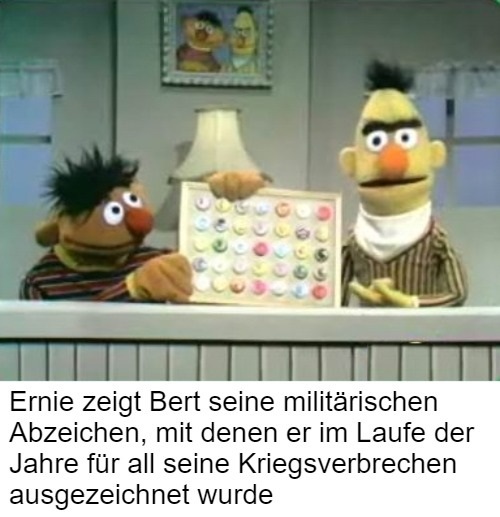 Ernie zeigt Bert seine militärischen
Abzeichen, mit denen er im Laufe der
Jahre für all seine Kriegsverbrechen
ausgezeichnet wurde